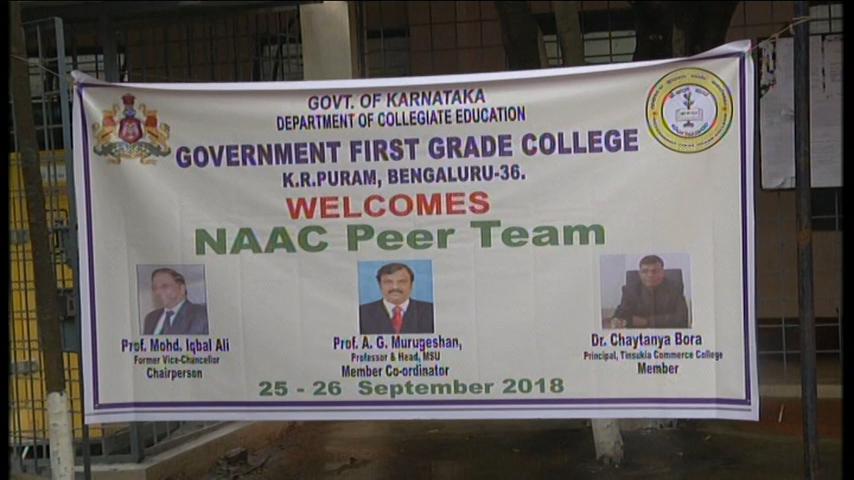 GOVT. OF KARNATAKA
DEPARTMENT OF COLLEGIATE EDUCATION
GOVERNMENT FIRST GRADE COLLEGE
K.R.PURAM, BENGALURU-36.
WELCOMES
NAAC Peer Team
Prof. Mohd. Iqbal Ali
Former Vice-Chancellor
Chairperson
Prof. A. G. Murugeshan,
Professor & Head, MSU
Member Co-ordinator
Dr. Chaytanya Bora
Principal, Tinsukia Commerce College
Member
25 - 26 September 2018